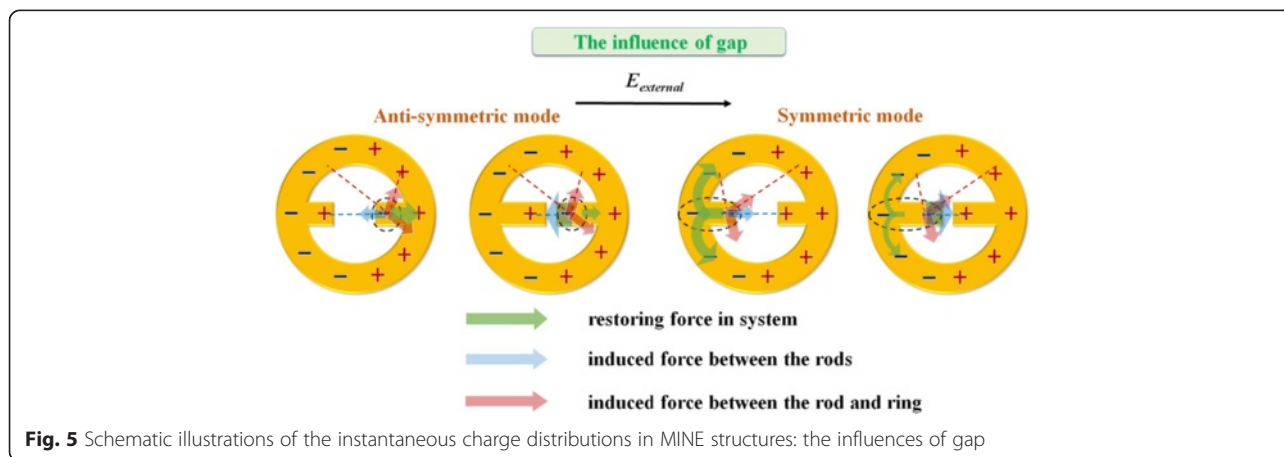 The influence of gap
E external
Anti-symmetric mode
Symmetric mode
restoring force in system
induced force between the rods
induced force between the rod and ring
Fig. 5 Schematic illustrations of the instantaneous charge distributions in MINE structures: the influences of gap